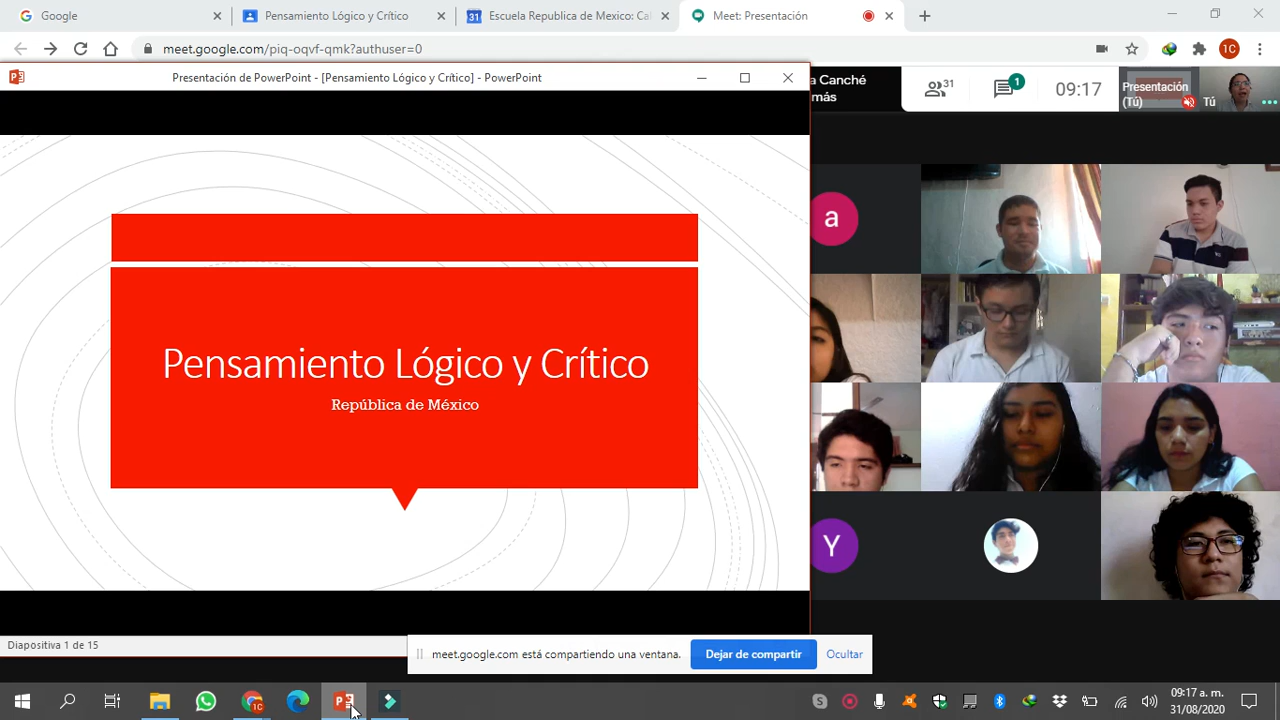 Google
Pensamiento Lógico y Crítico
Escuela Republica de Mexico: Cal
Meet: Presentación
meet.google.com/piq-oqvf-qmk?authuser=0
1C
Presentación de PowerPoint - [Pensamiento Lógico y Crítico] - PowerPoint
a Canché
más
31
1
09:17
Presentación
(Tú)
Tú
a
Pensamiento Lógico y Crítico
República de México
Y
Diapositiva 1 de 15
meet.google.com está compartiendo una ventana.
Dejar de compartir
Ocultar
09:17 a. m.
31/08/2020